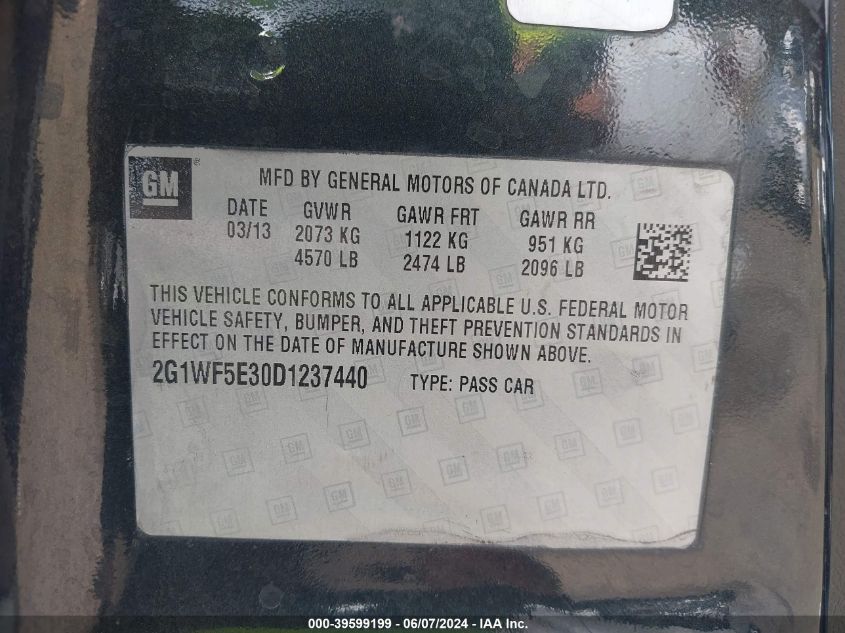 GM
MFD BY GENERAL MOTORS OF CANADA LTD.
DATE GVWR GAWR FRT GAWR RR
03/13 2073 KG 1122 KG 951 KG
4570 LB 2474 LB 2096 LB
THIS VEHICLE CONFORMS TO ALL APPLICABLE U.S. FEDERAL MOTOR
VEHICLE SAFETY, BUMPER, AND THEFT PREVENTION STANDARDS IN
EFFECT ON THE DATE OF MANUFACTURE SHOWN ABOVE.
2G1WF5E30D1237440 TYPE: PASS CAR
000-39599199 / 06/07/2024 - IAA Inc.